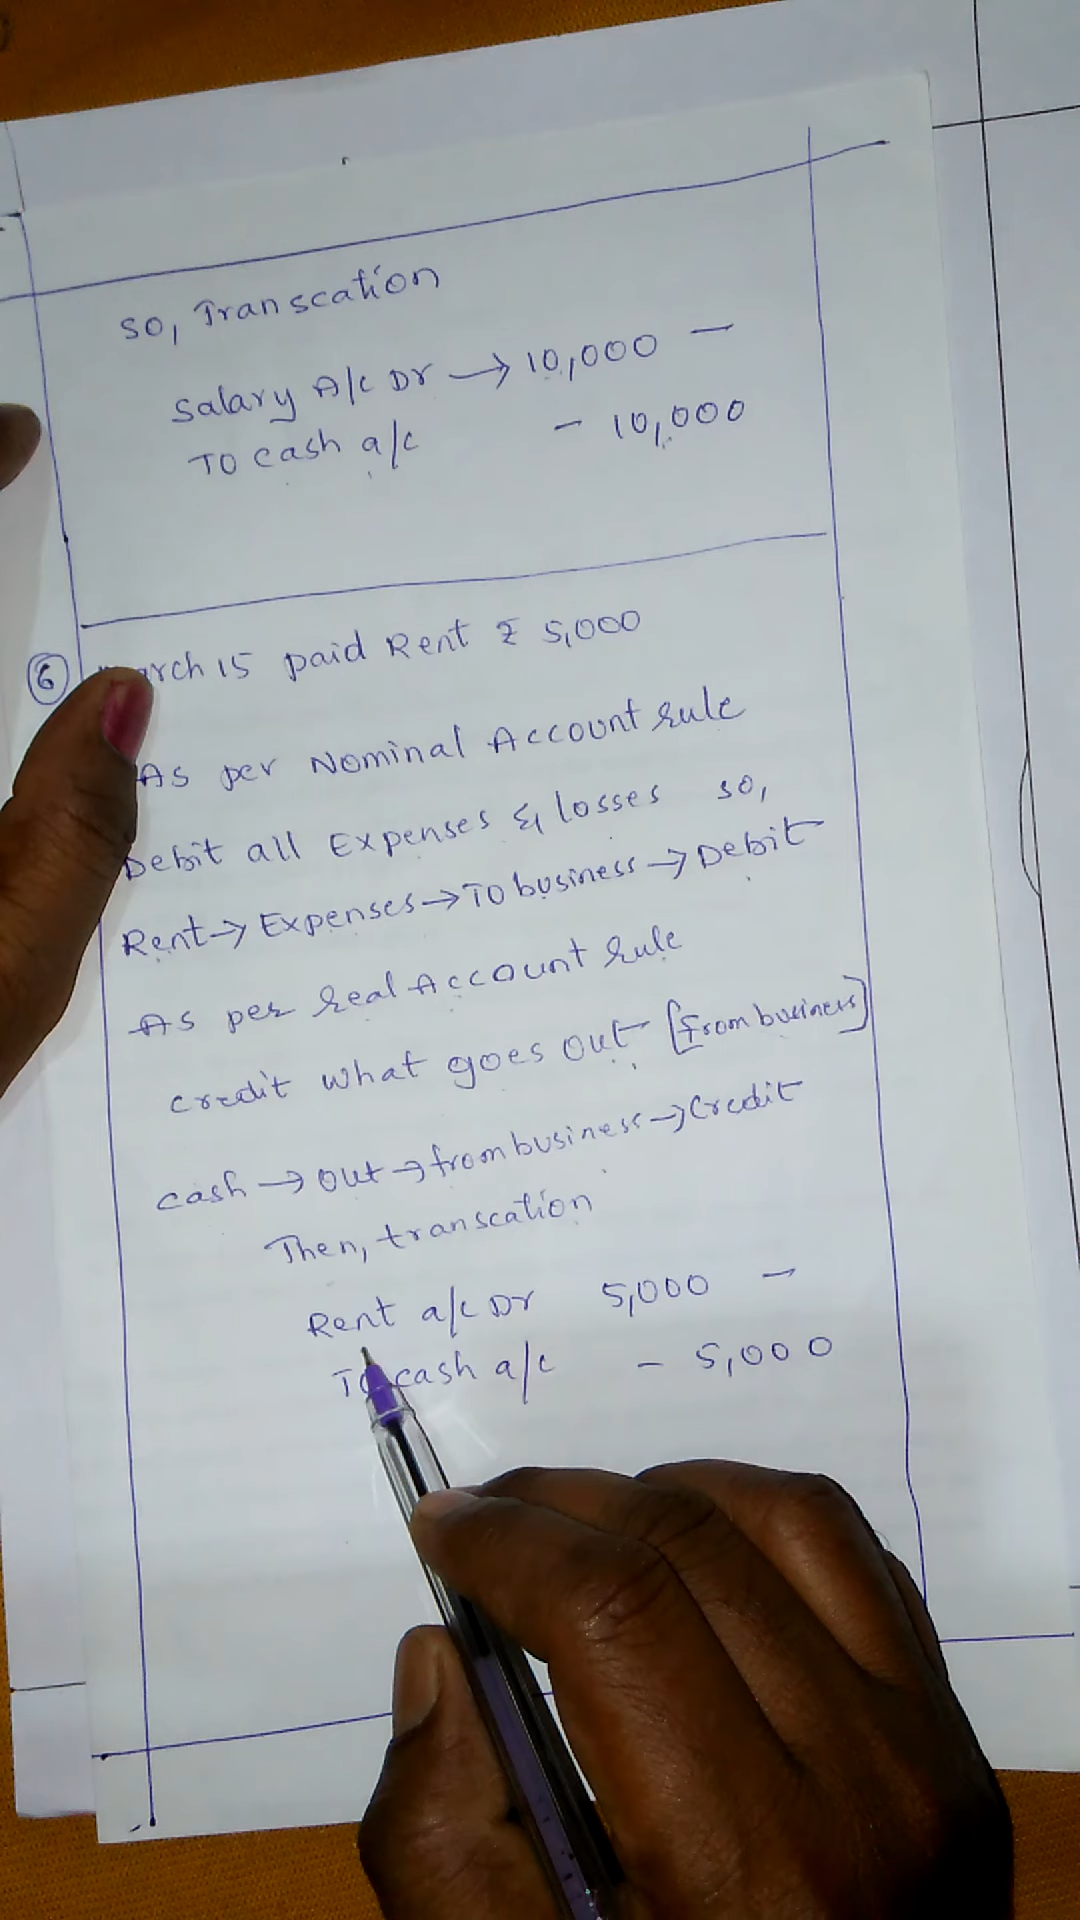 so, Transcation
Salary A/c Dr → 10,000 —
To cash a/c - 10,000
⑥ rch 15 paid Rent ₹ 5,000
As per Nominal Account rule
Debit all Expenses & losses so,
Rent → Expenses → To business → Debit
As per real Account rule
credit what goes out [from business]
cash → out → from business → credit
Then, transcation
Rent a/c Dr 5,000 —
To cash a/c - 5,000